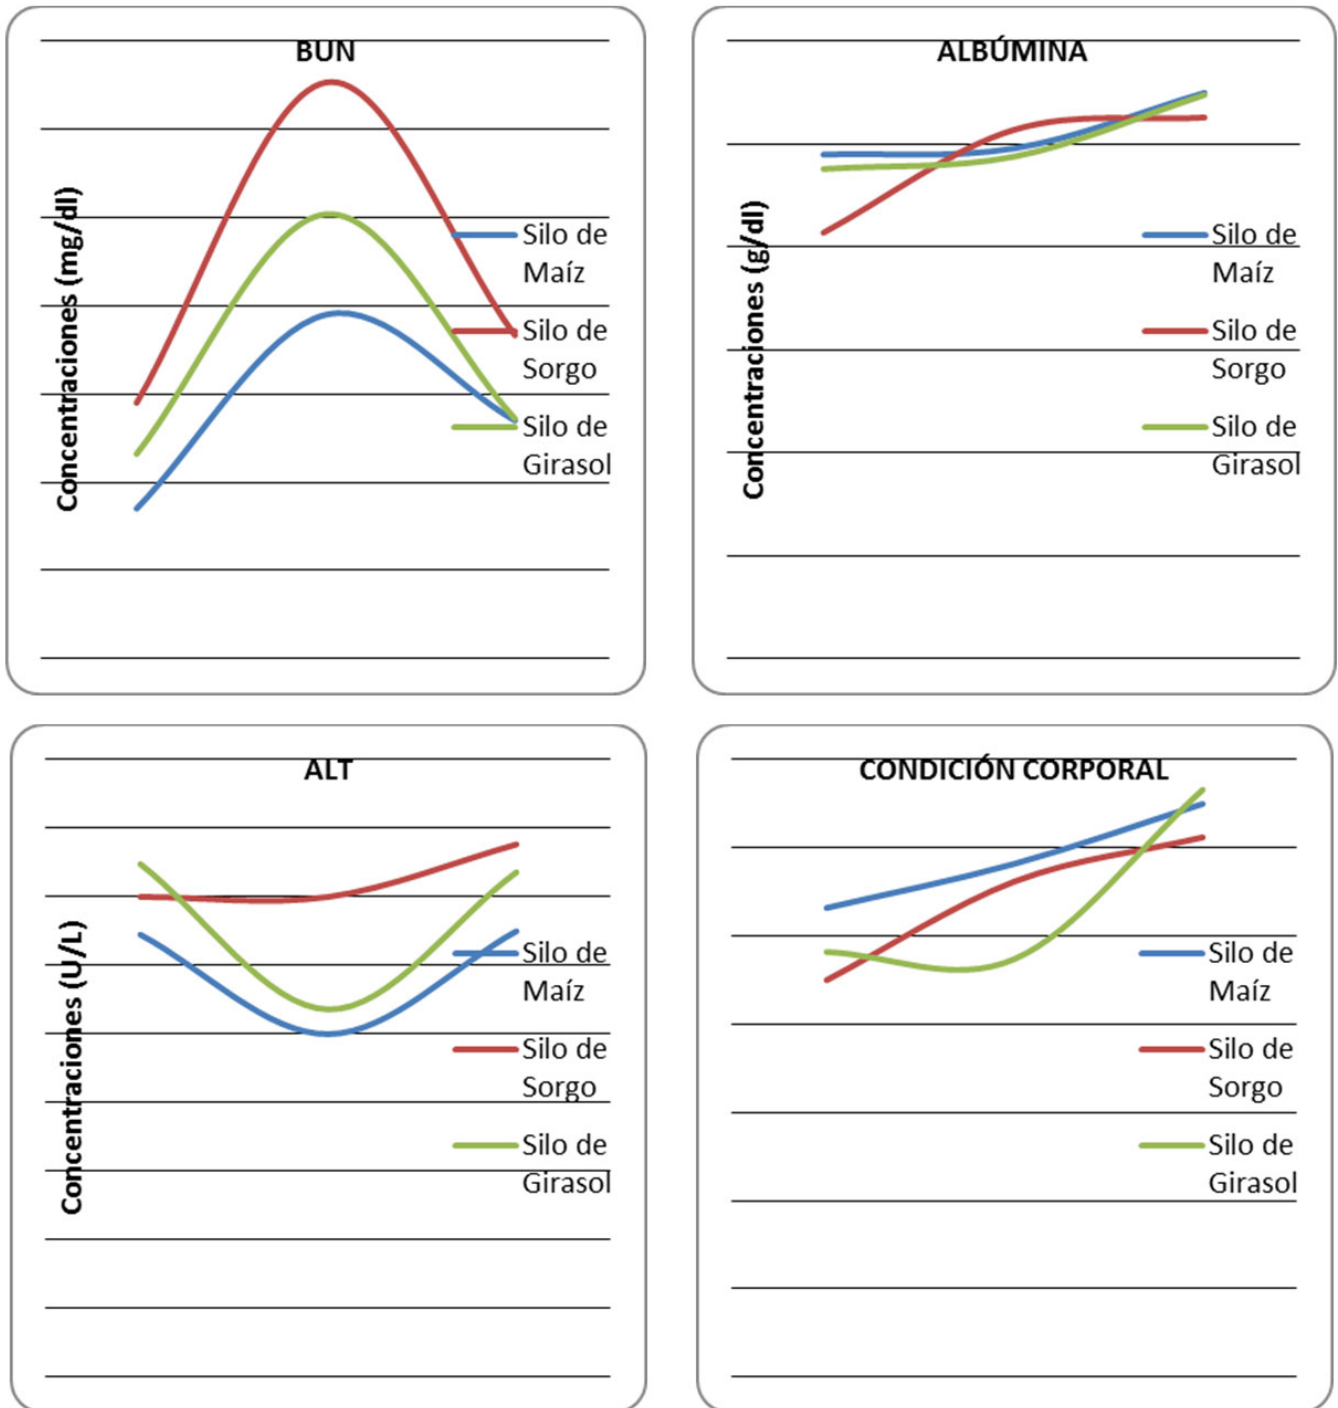 BUN
Concentraciones (mg/dl)
Silo de
Maíz
Silo de
Sorgo
Silo de
Girasol
ALBÚMINA
Concentraciones (g/dl)
Silo de
Maíz
Silo de
Sorgo
Silo de
Girasol
ALT
Concentraciones (U/L)
Silo de
Maíz
Silo de
Sorgo
Silo de
Girasol
CONDICIÓN CORPORAL
Silo de
Maíz
Silo de
Sorgo
Silo de
Girasol